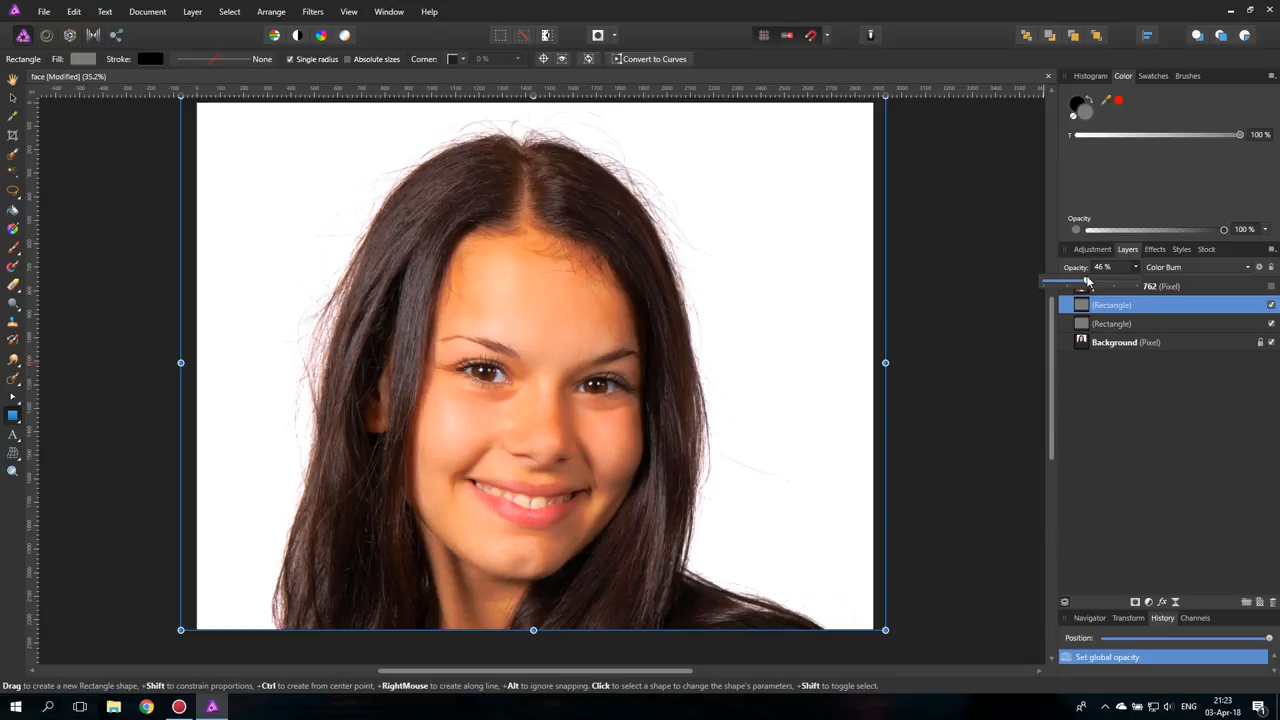 File Edit Text Document Layer Select Arrange Filters View Window Help
Rectangle Fill: Stroke: None Single radius Absolute sizes Corner: 0 % Convert to Curves
face [Modified] (35.2%)
Histogram Color Swatches Brushes
T 100 %
Opacity
100 %
Adjustment Layers Effects Styles Stock
Opacity: 46 % Color Burn
762 (Pixel)
(Rectangle)
(Rectangle)
Background (Pixel)
Navigator Transform History Channels
Position:
Set global opacity
Drag to create a new Rectangle shape, +Shift to constrain proportions, +Ctrl to create from center point, +RightMouse to create along line, +Alt to ignore snapping. Click to select a shape to change the shape's parameters, +Shift to toggle select.
ENG
21:23
03-Apr-18